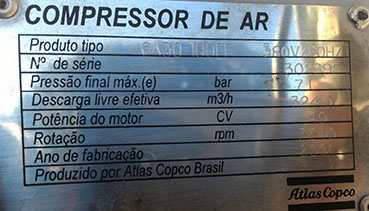 COMPRESSOR DE AR
Produto tipo 380V
Nº de série
Pressão final máx.(e) bar
Descarga livre efetiva m3/h
Potência do motor CV
Rotação rpm
Ano de fabricação
Produzido por Atlas Copco Brasil
Atlas Copco